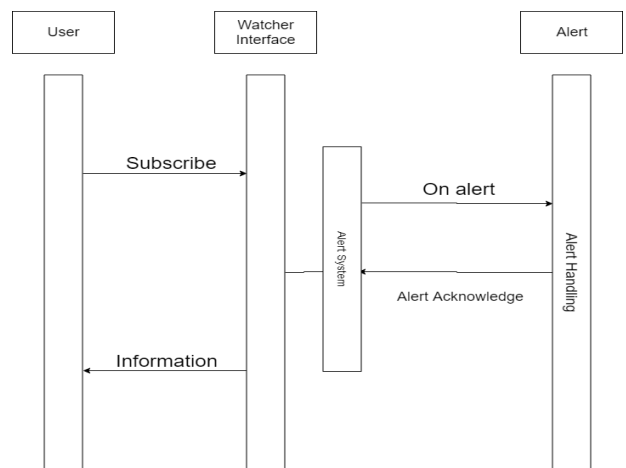 User
Watcher
Interface
Alert
Subscribe
On alert
Alert System
Alert Handling
Alert Acknowledge
Information